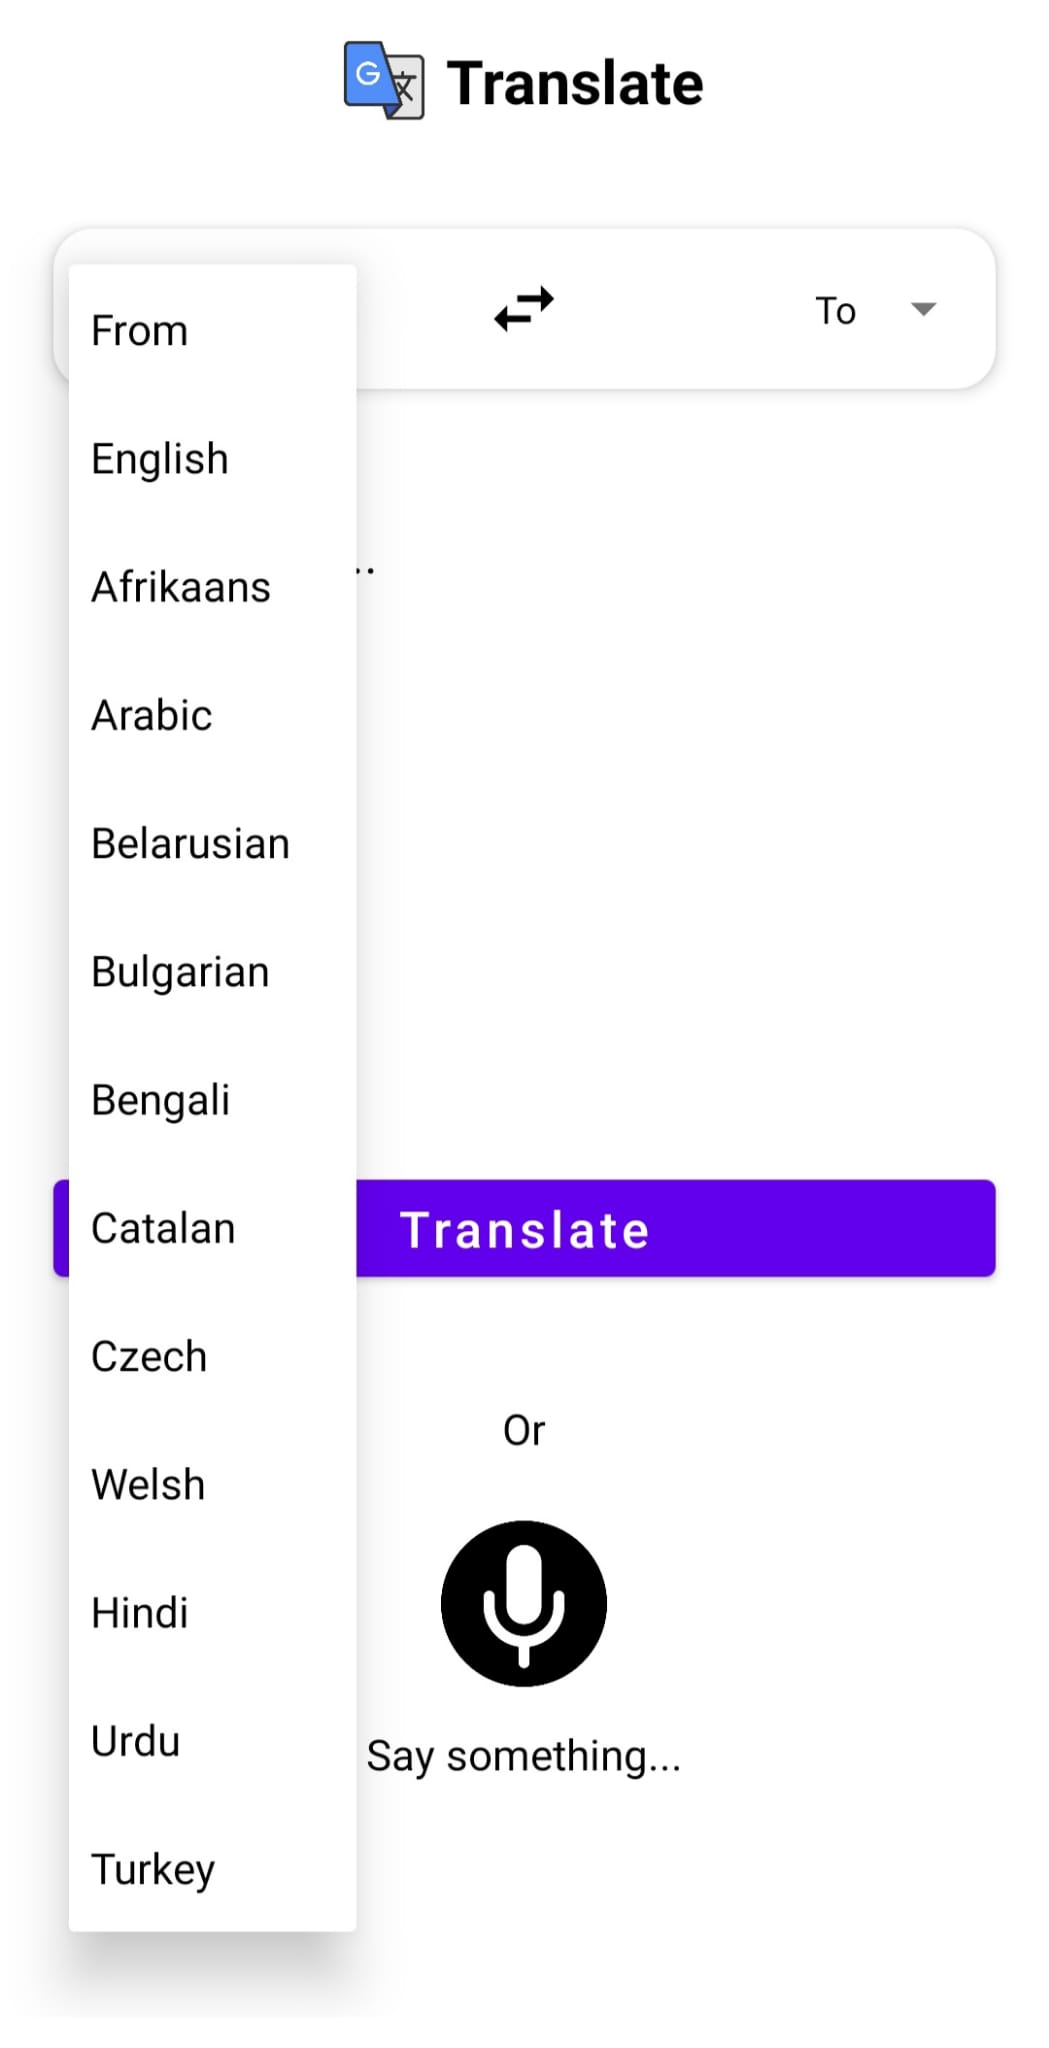 G 文 Translate
From
To
English
..
Afrikaans
Arabic
Belarusian
Bulgarian
Bengali
Catalan
Translate
Czech
Or
Welsh
Hindi
Urdu
Say something...
Turkey